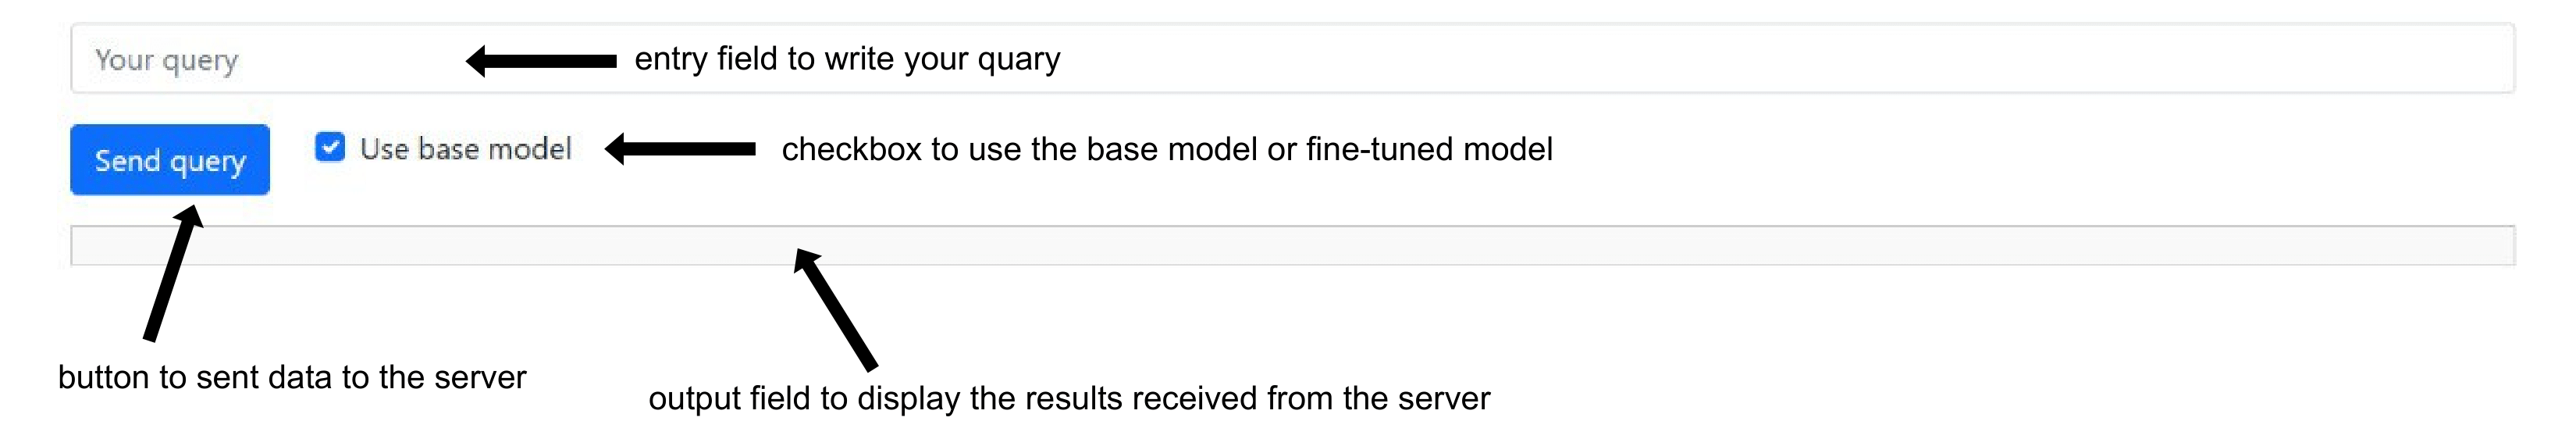 Your query
entry field to write your quary
Send query
Use base model
checkbox to use the base model or fine-tuned model
button to sent data to the server
output field to display the results received from the server